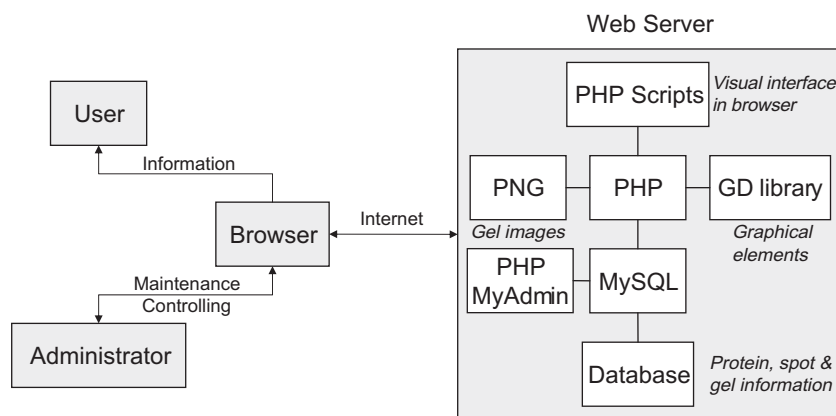 Web Server
User
Information
Browser
Internet
Maintenance
Controlling
Administrator
PHP Scripts
Visual interface
in browser
PNG
PHP
GD library
Gel images
Graphical
elements
PHP
MyAdmin
MySQL
Database
Protein, spot &
gel information